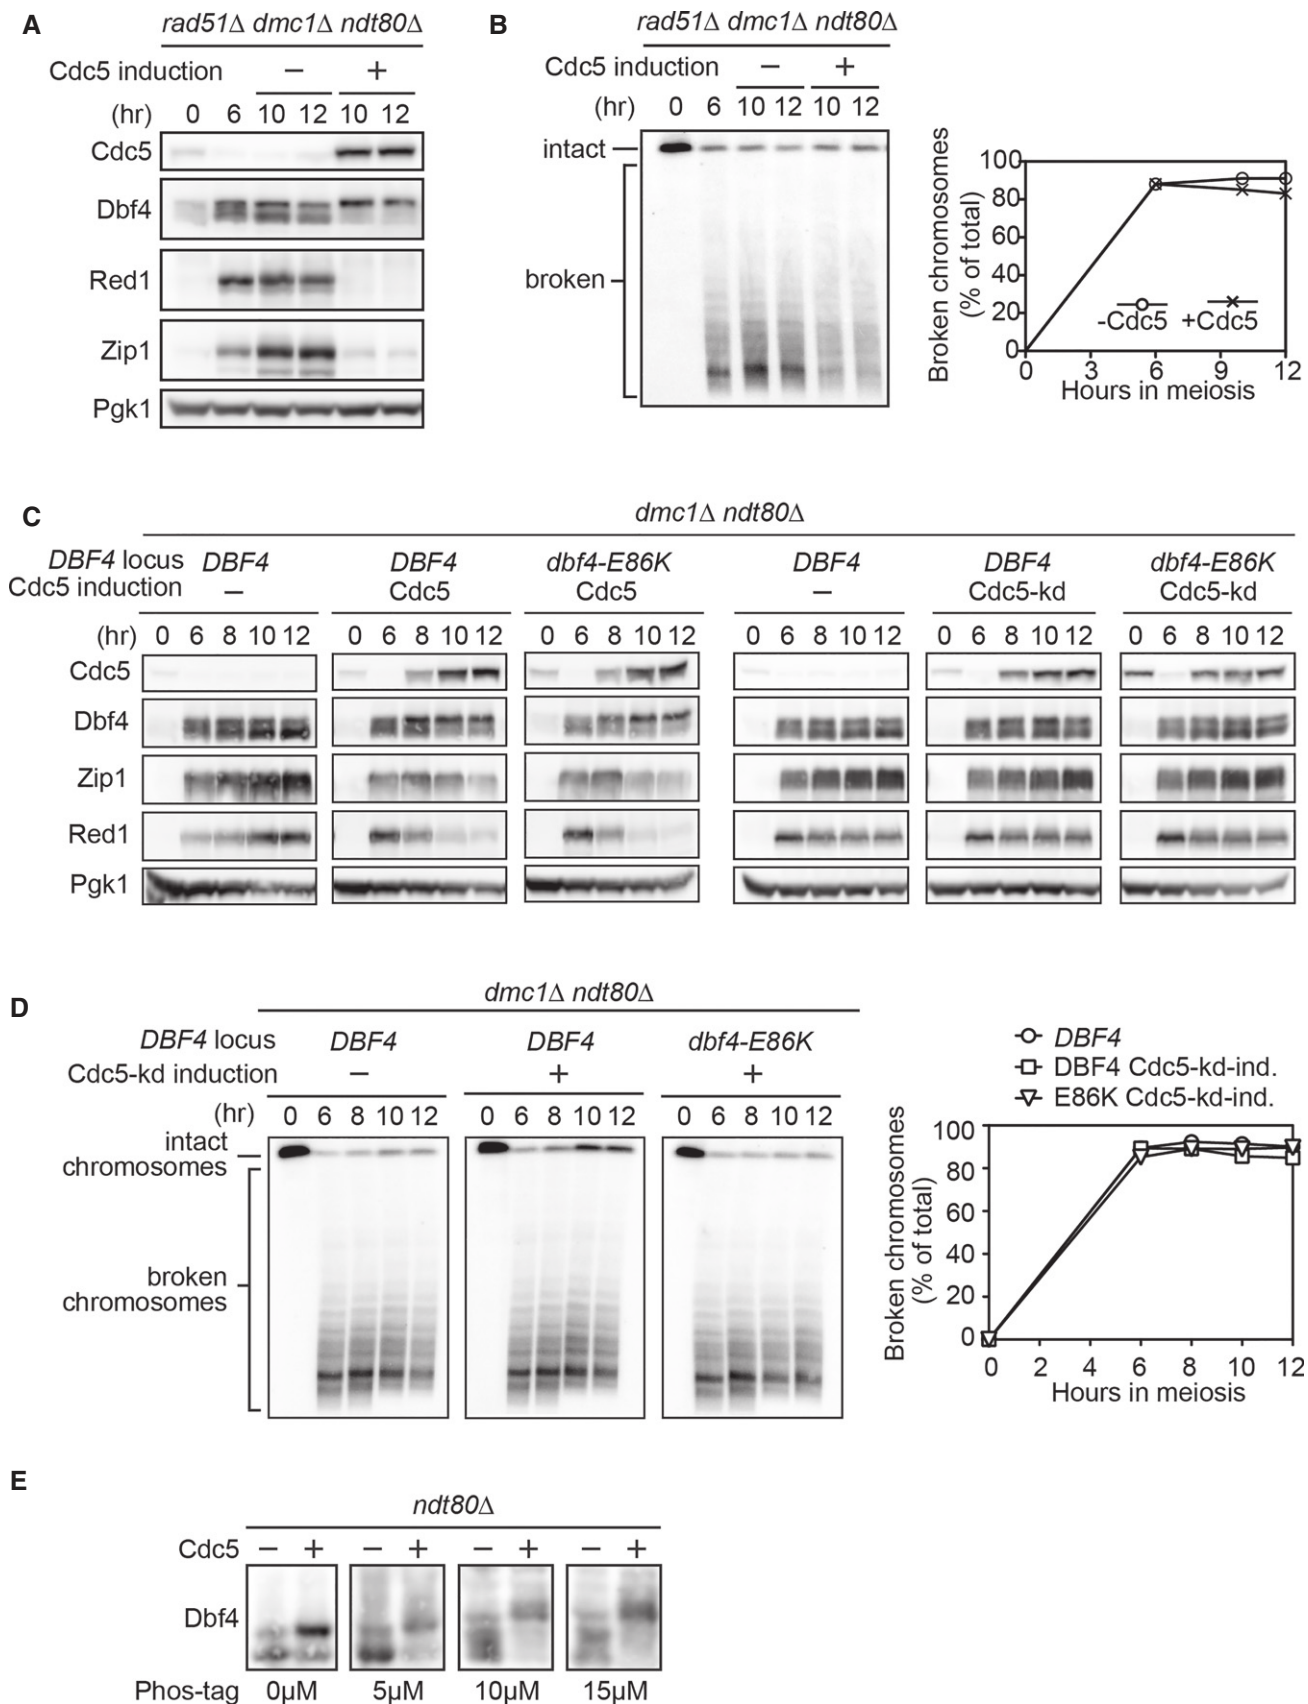 A
rad51Δ dmc1Δ ndt80Δ
Cdc5 induction − +
(hr) 0 6 10 12 10 12
Cdc5
Dbf4
Red1
Zip1
Pgk1
B
rad51Δ dmc1Δ ndt80Δ
Cdc5 induction − +
(hr) 0 6 10 12 10 12
intact
broken
Broken chromosomes
(% of total)
100
80
60
40
20
0
-Cdc5 +Cdc5
0 3 6 9 12
Hours in meiosis
C
dmc1Δ ndt80Δ
DBF4 locus DBF4 DBF4 dbf4-E86K DBF4 DBF4 dbf4-E86K
Cdc5 induction − Cdc5 Cdc5 − Cdc5-kd Cdc5-kd
(hr) 0 6 8 10 12 0 6 8 10 12 0 6 8 10 12 0 6 8 10 12 0 6 8 10 12 0 6 8 10 12
Cdc5
Dbf4
Zip1
Red1
Pgk1
D
dmc1Δ ndt80Δ
DBF4 locus DBF4 DBF4 dbf4-E86K
Cdc5-kd induction − + +
(hr) 0 6 8 10 12 0 6 8 10 12 0 6 8 10 12
intact
chromosomes
broken
chromosomes
DBF4
DBF4 Cdc5-kd-ind.
E86K Cdc5-kd-ind.
Broken chromosomes
(% of total)
100
80
60
40
20
0
0 2 4 6 8 10 12
Hours in meiosis
E
ndt80Δ
Cdc5 − + − + − + − +
Dbf4
Phos-tag 0µM 5µM 10µM 15µM